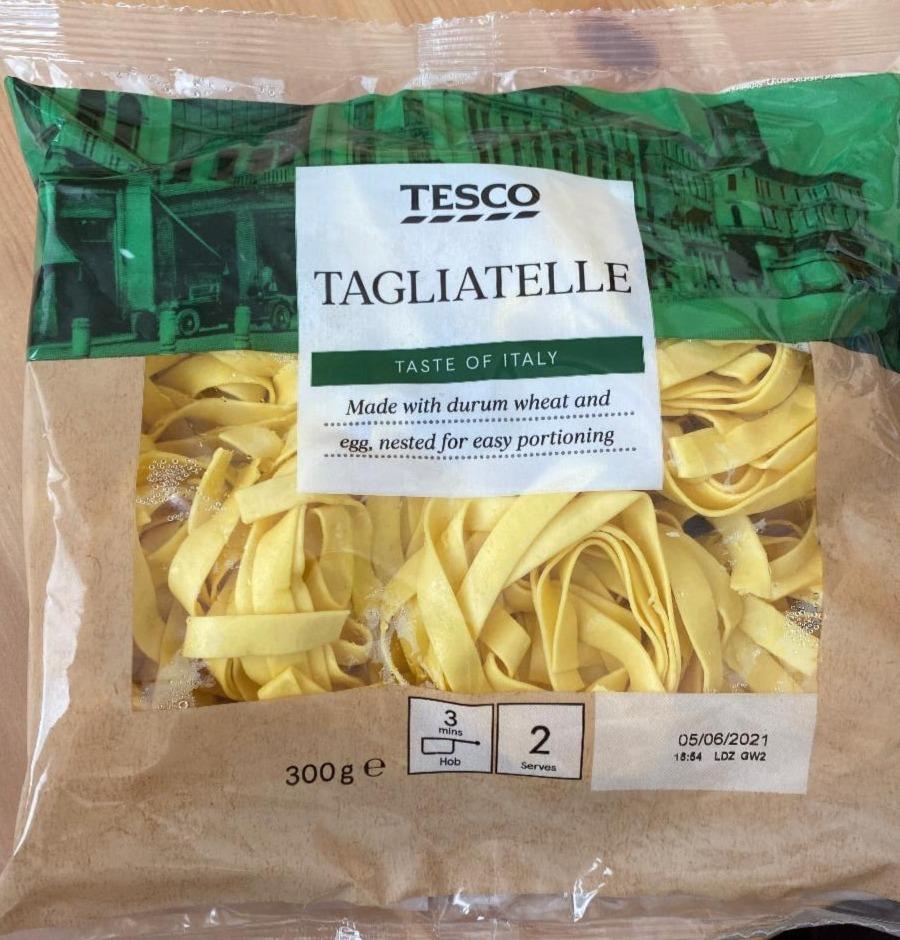 TESCO
TAGLIATELLE
TASTE OF ITALY
Made with durum wheat and
egg, nested for easy portioning
300g e
3
mins
Hob
2
Serves
05/06/2021
18:54 LDZ GW2